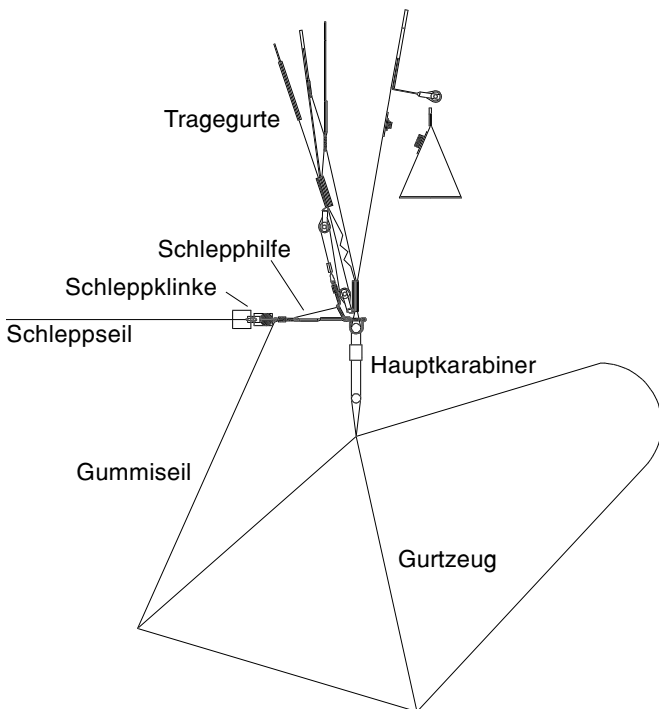 Tragegurte
Schlepphilfe
Schleppklinke
Schleppseil
Hauptkarabiner
Gummiseil
Gurtzeug